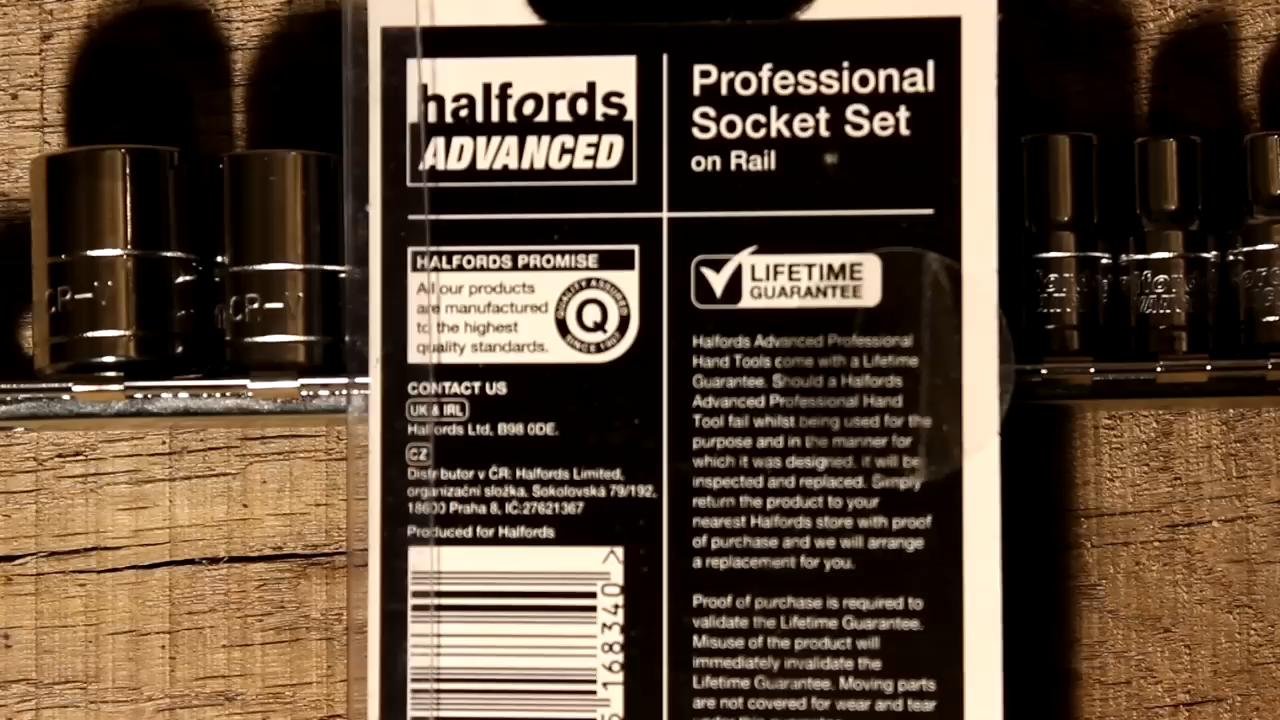 halfords
ADVANCED
Professional
Socket Set
on Rail
HALFORDS PROMISE
All our products
are manufactured
to the highest
quality standards.
QUALITY ASSURED
Q
CONTACT US
UK & IRL
Halfords Ltd, B98 0DE.
CZ
Distributor v ČR: Halfords Limited,
organizační složka, Sokolovská 79/192,
18600 Praha 8, IČ:27621367
Produced for Halfords
168340 >
LIFETIME
GUARANTEE
Halfords Advanced Professional
Hand Tools come with a Lifetime
Guarantee. Should a Halfords
Advanced Professional Hand
Tool fail whilst being used for the
purpose and in the manner for
which it was designed, it will be
inspected and replaced. Simply
return the product to your
nearest Halfords store with proof
of purchase and we will arrange
a replacement for you.
Proof of purchase is required to
validate the Lifetime Guarantee.
Misuse of the product will
immediately invalidate the
Lifetime Guarantee. Moving parts
are not covered for wear and tear
CR-V
CR-V